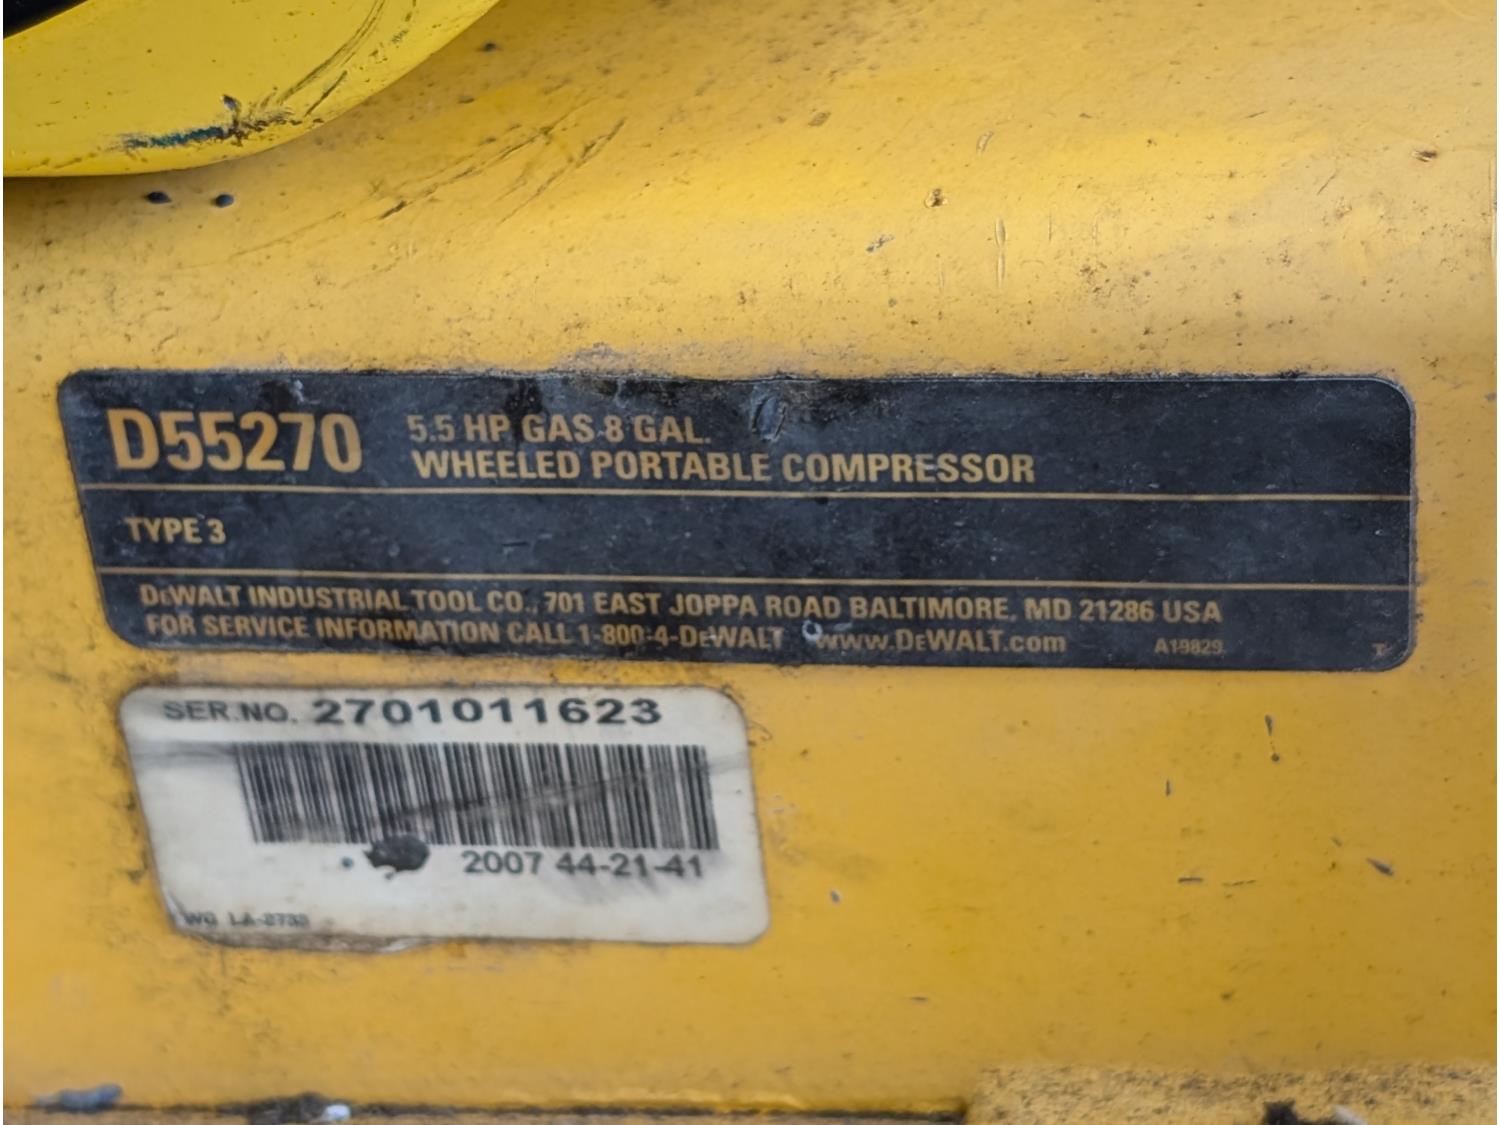 D55270
5.5 HP GAS 8 GAL.
WHEELED PORTABLE COMPRESSOR
TYPE 3
DEWALT INDUSTRIAL TOOL CO., 701 EAST JOPPA ROAD BALTIMORE, MD 21286 USA
FOR SERVICE INFORMATION CALL 1-800-4-DEWALT www.DEWALT.com A19829 T
SER.NO. 2701011623
2007 44-21-41